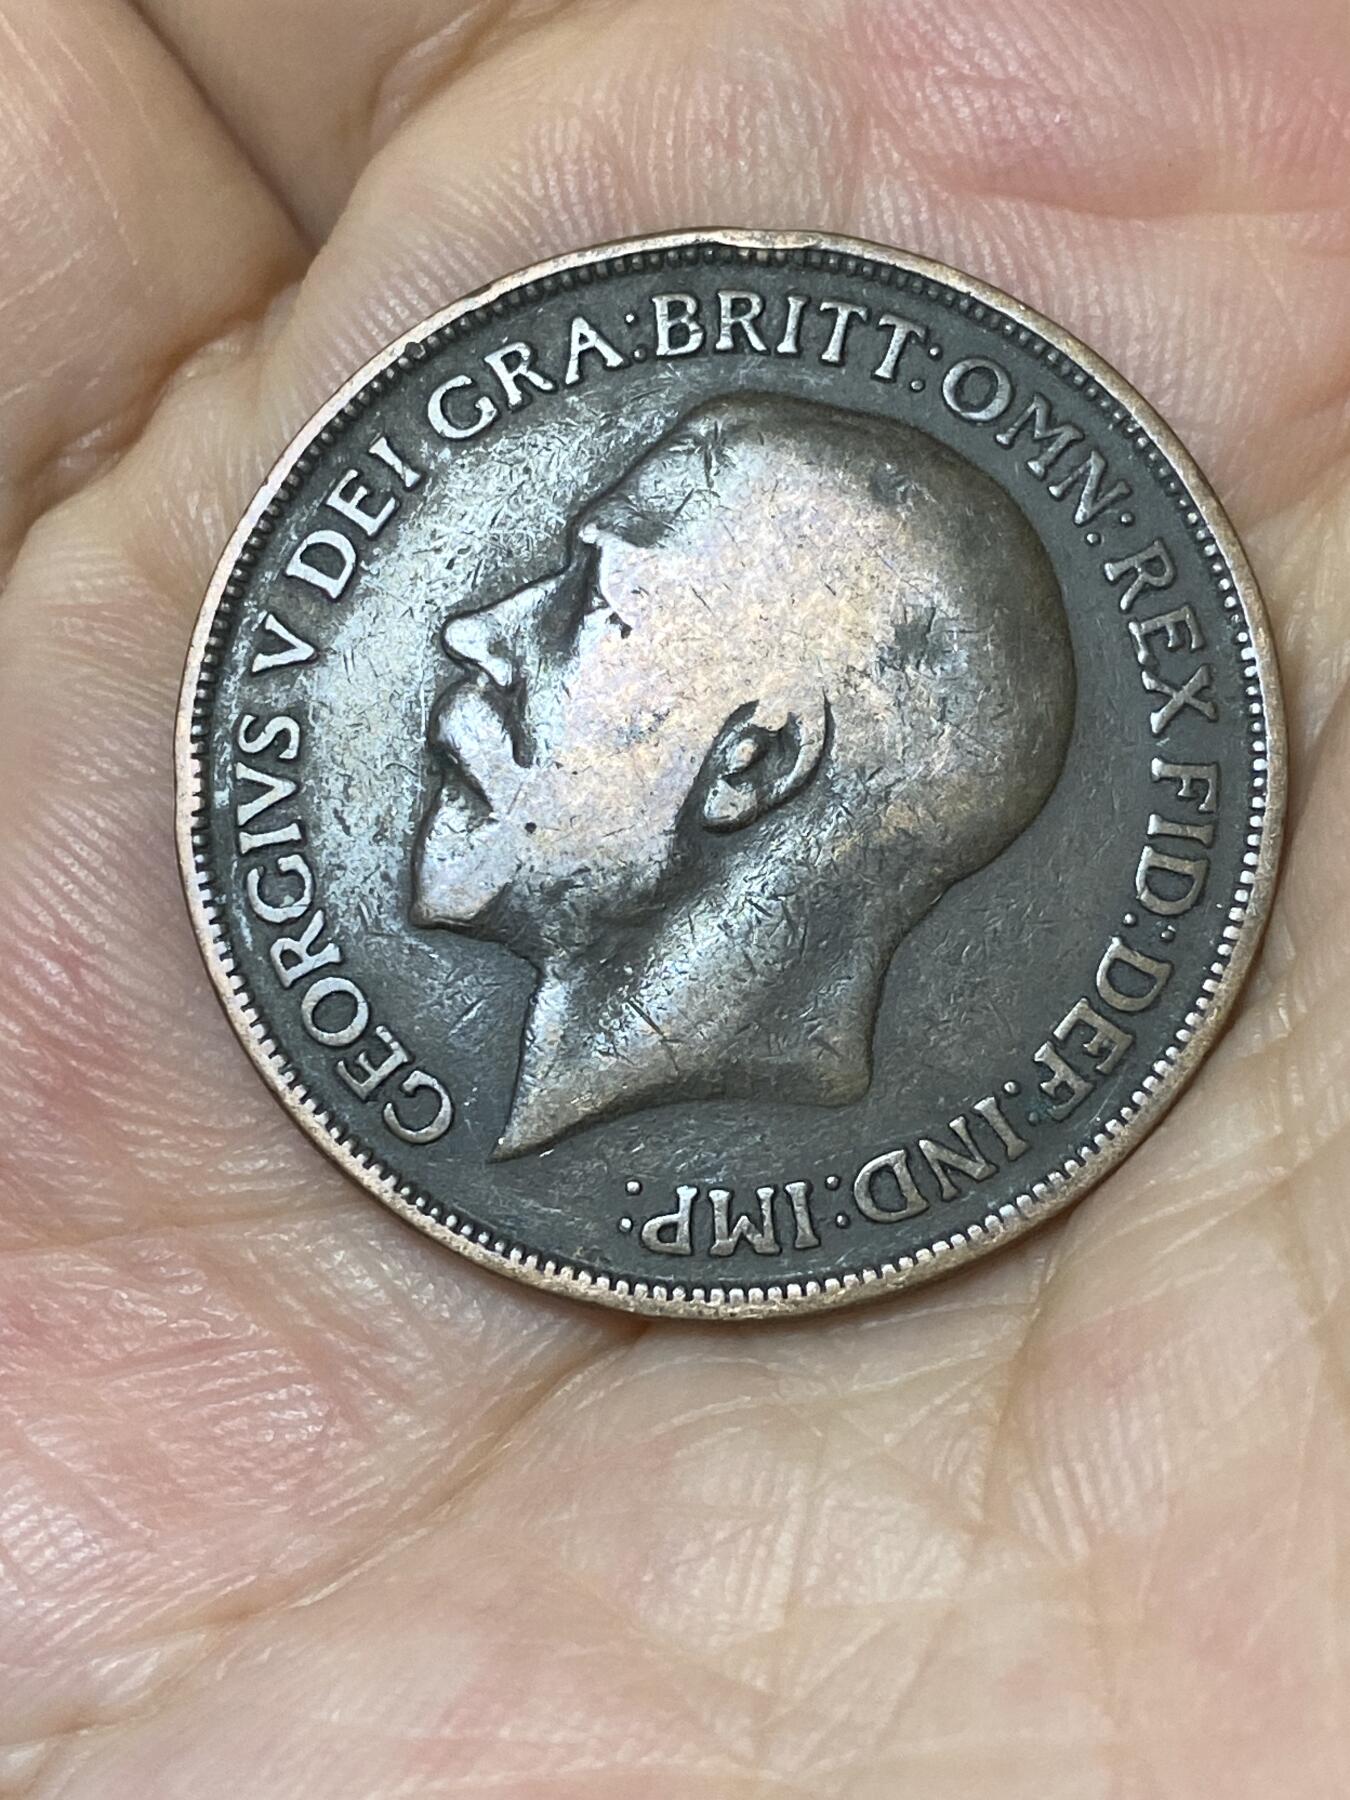 GEORGIVS V DEI GRA: BRITT: OMN: REX FID: DEF: IND: IMP: